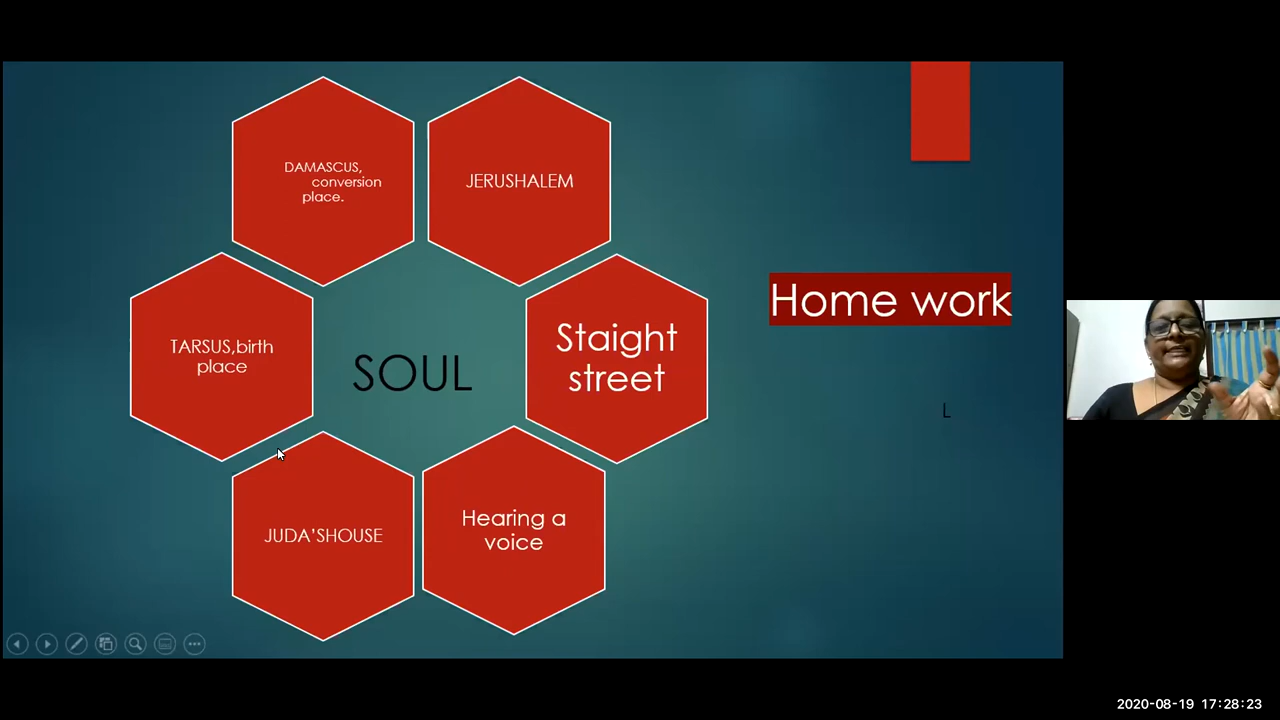 DAMASCUS,
conversion
place.
JERUSHALEM
TARSUS,birth
place
SOUL
Staight
street
JUDA’SHOUSE
Hearing a
voice
Home work
L
2020-08-19 17:28:23